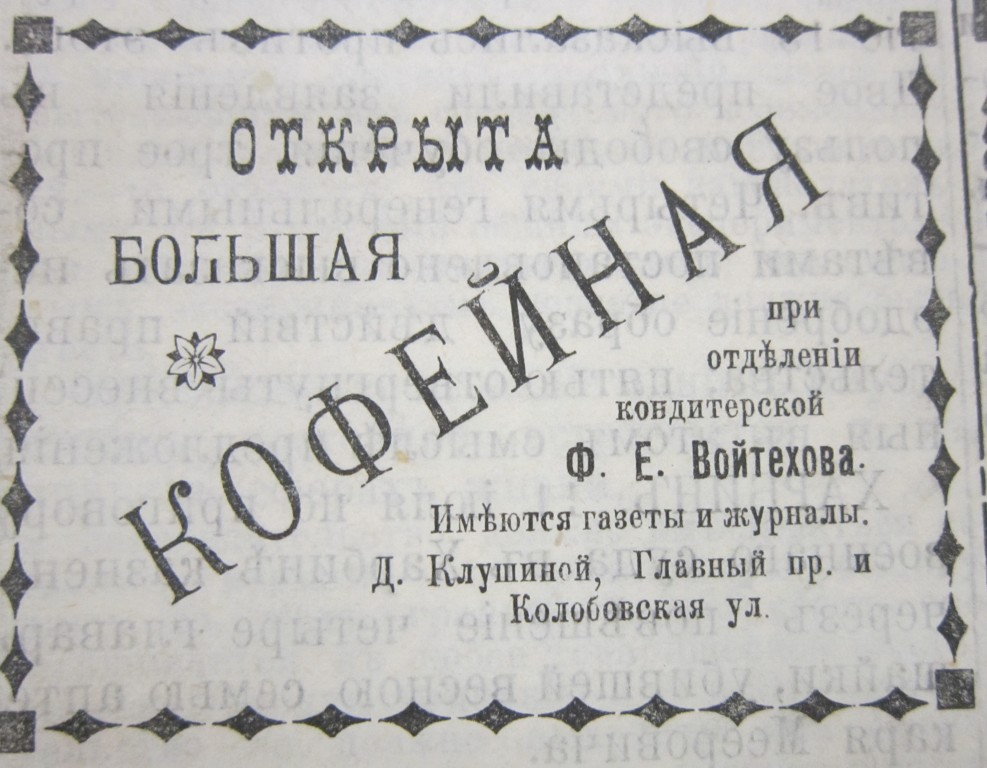 ОТКРЫТА
БОЛЬШАЯ
КОФЕЙНАЯ
при
отдѣленіи
кондитерской
Ф. Е. Войтехова.
Имѣются газеты и журналы.
Д. Клушиной, Главный пр. и
Колобовская ул.